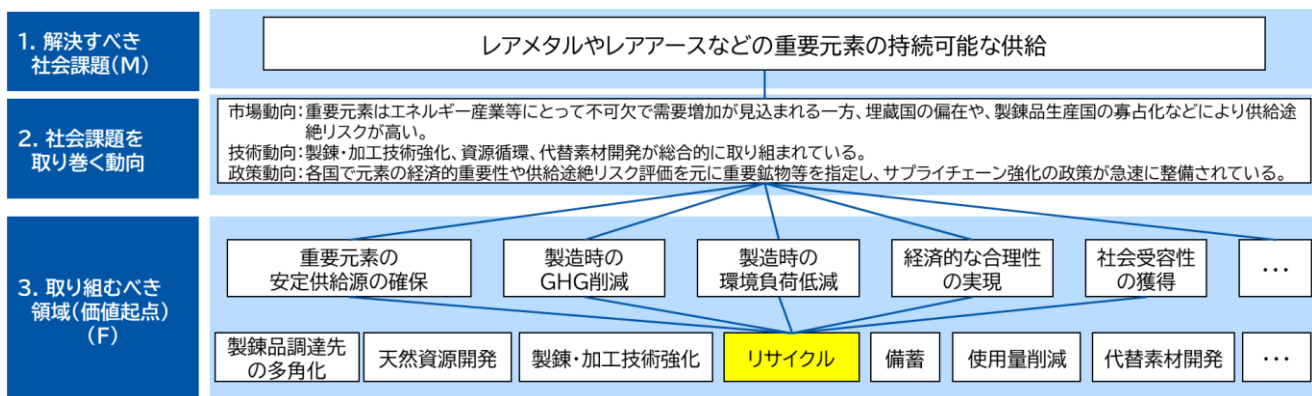 1. 解決すべき
社会課題(M)
レアメタルやレアアースなどの重要元素の持続可能な供給
2. 社会課題を
取り巻く動向
市場動向:重要元素はエネルギー産業等にとって不可欠で需要増加が見込まれる一方、埋蔵国の偏在や、製錬品生産国の寡占化などにより供給途
絶リスクが高い。
技術動向:製錬・加工技術強化、資源循環、代替素材開発が総合的に取り組まれている。
政策動向:各国で元素の経済的重要性や供給途絶リスク評価を元に重要鉱物等を指定し、サプライチェーン強化の政策が急速に整備されている。
3. 取り組むべき
領域(価値起点)
(F)
重要元素の
安定供給源の確保
製造時の
GHG削減
製造時の
環境負荷低減
経済的な合理性
の実現
社会受容性
の獲得
…
製錬品調達先
の多角化
天然資源開発
製錬・加工技術強化
リサイクル
備蓄
使用量削減
代替素材開発
…